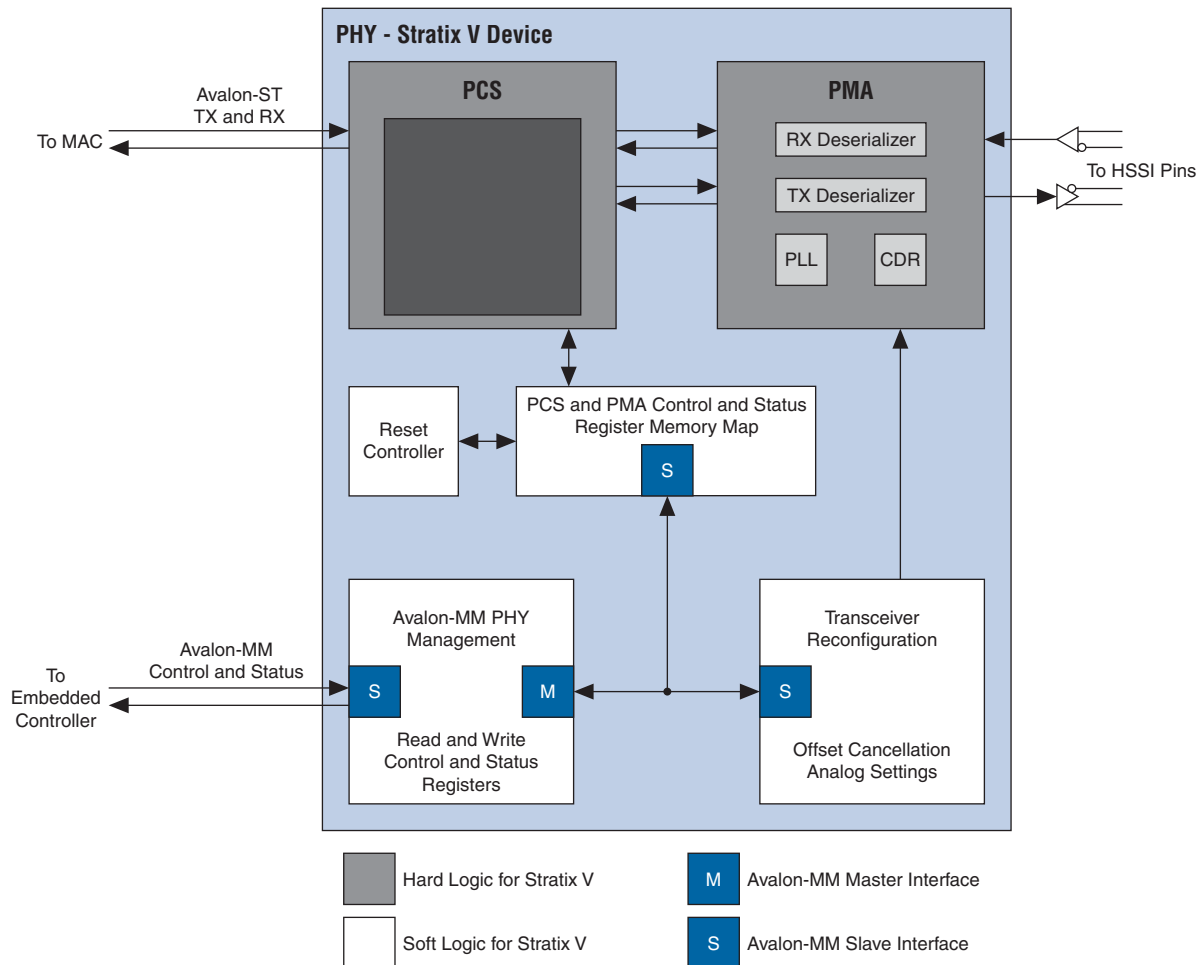 PHY - Stratix V Device
PCS
PMA
Avalon-ST
TX and RX
To MAC
RX Deserializer
TX Deserializer
PLL
CDR
To HSSI Pins
Reset
Controller
PCS and PMA Control and Status
Register Memory Map
S
Avalon-MM PHY
Management
Transceiver
Reconfiguration
Avalon-MM
Control and Status
To
Embedded
Controller
S
M
S
Read and Write
Control and Status
Registers
Offset Cancellation
Analog Settings
Hard Logic for Stratix V
M
Avalon-MM Master Interface
Soft Logic for Stratix V
S
Avalon-MM Slave Interface